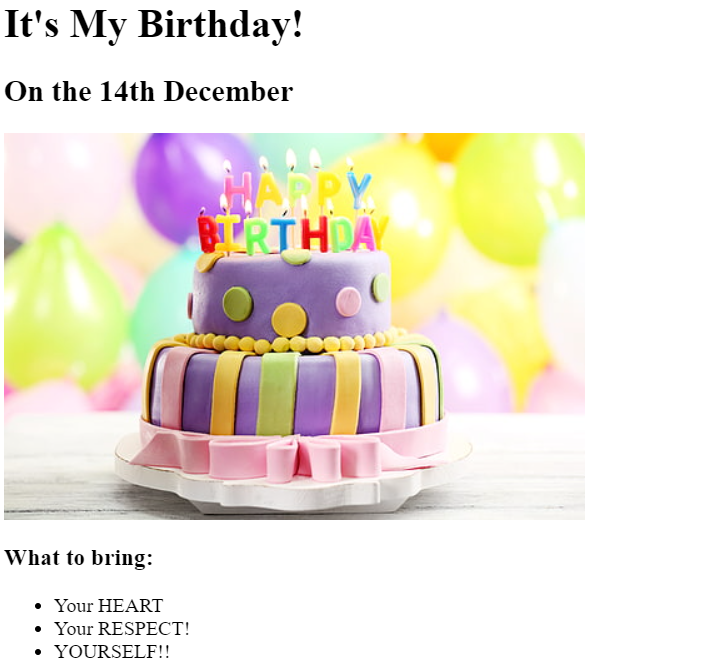 It's My Birthday!
On the 14th December
HAPPY
BIRTHDAY
What to bring:
Your HEART
Your RESPECT!
YOURSELF!!